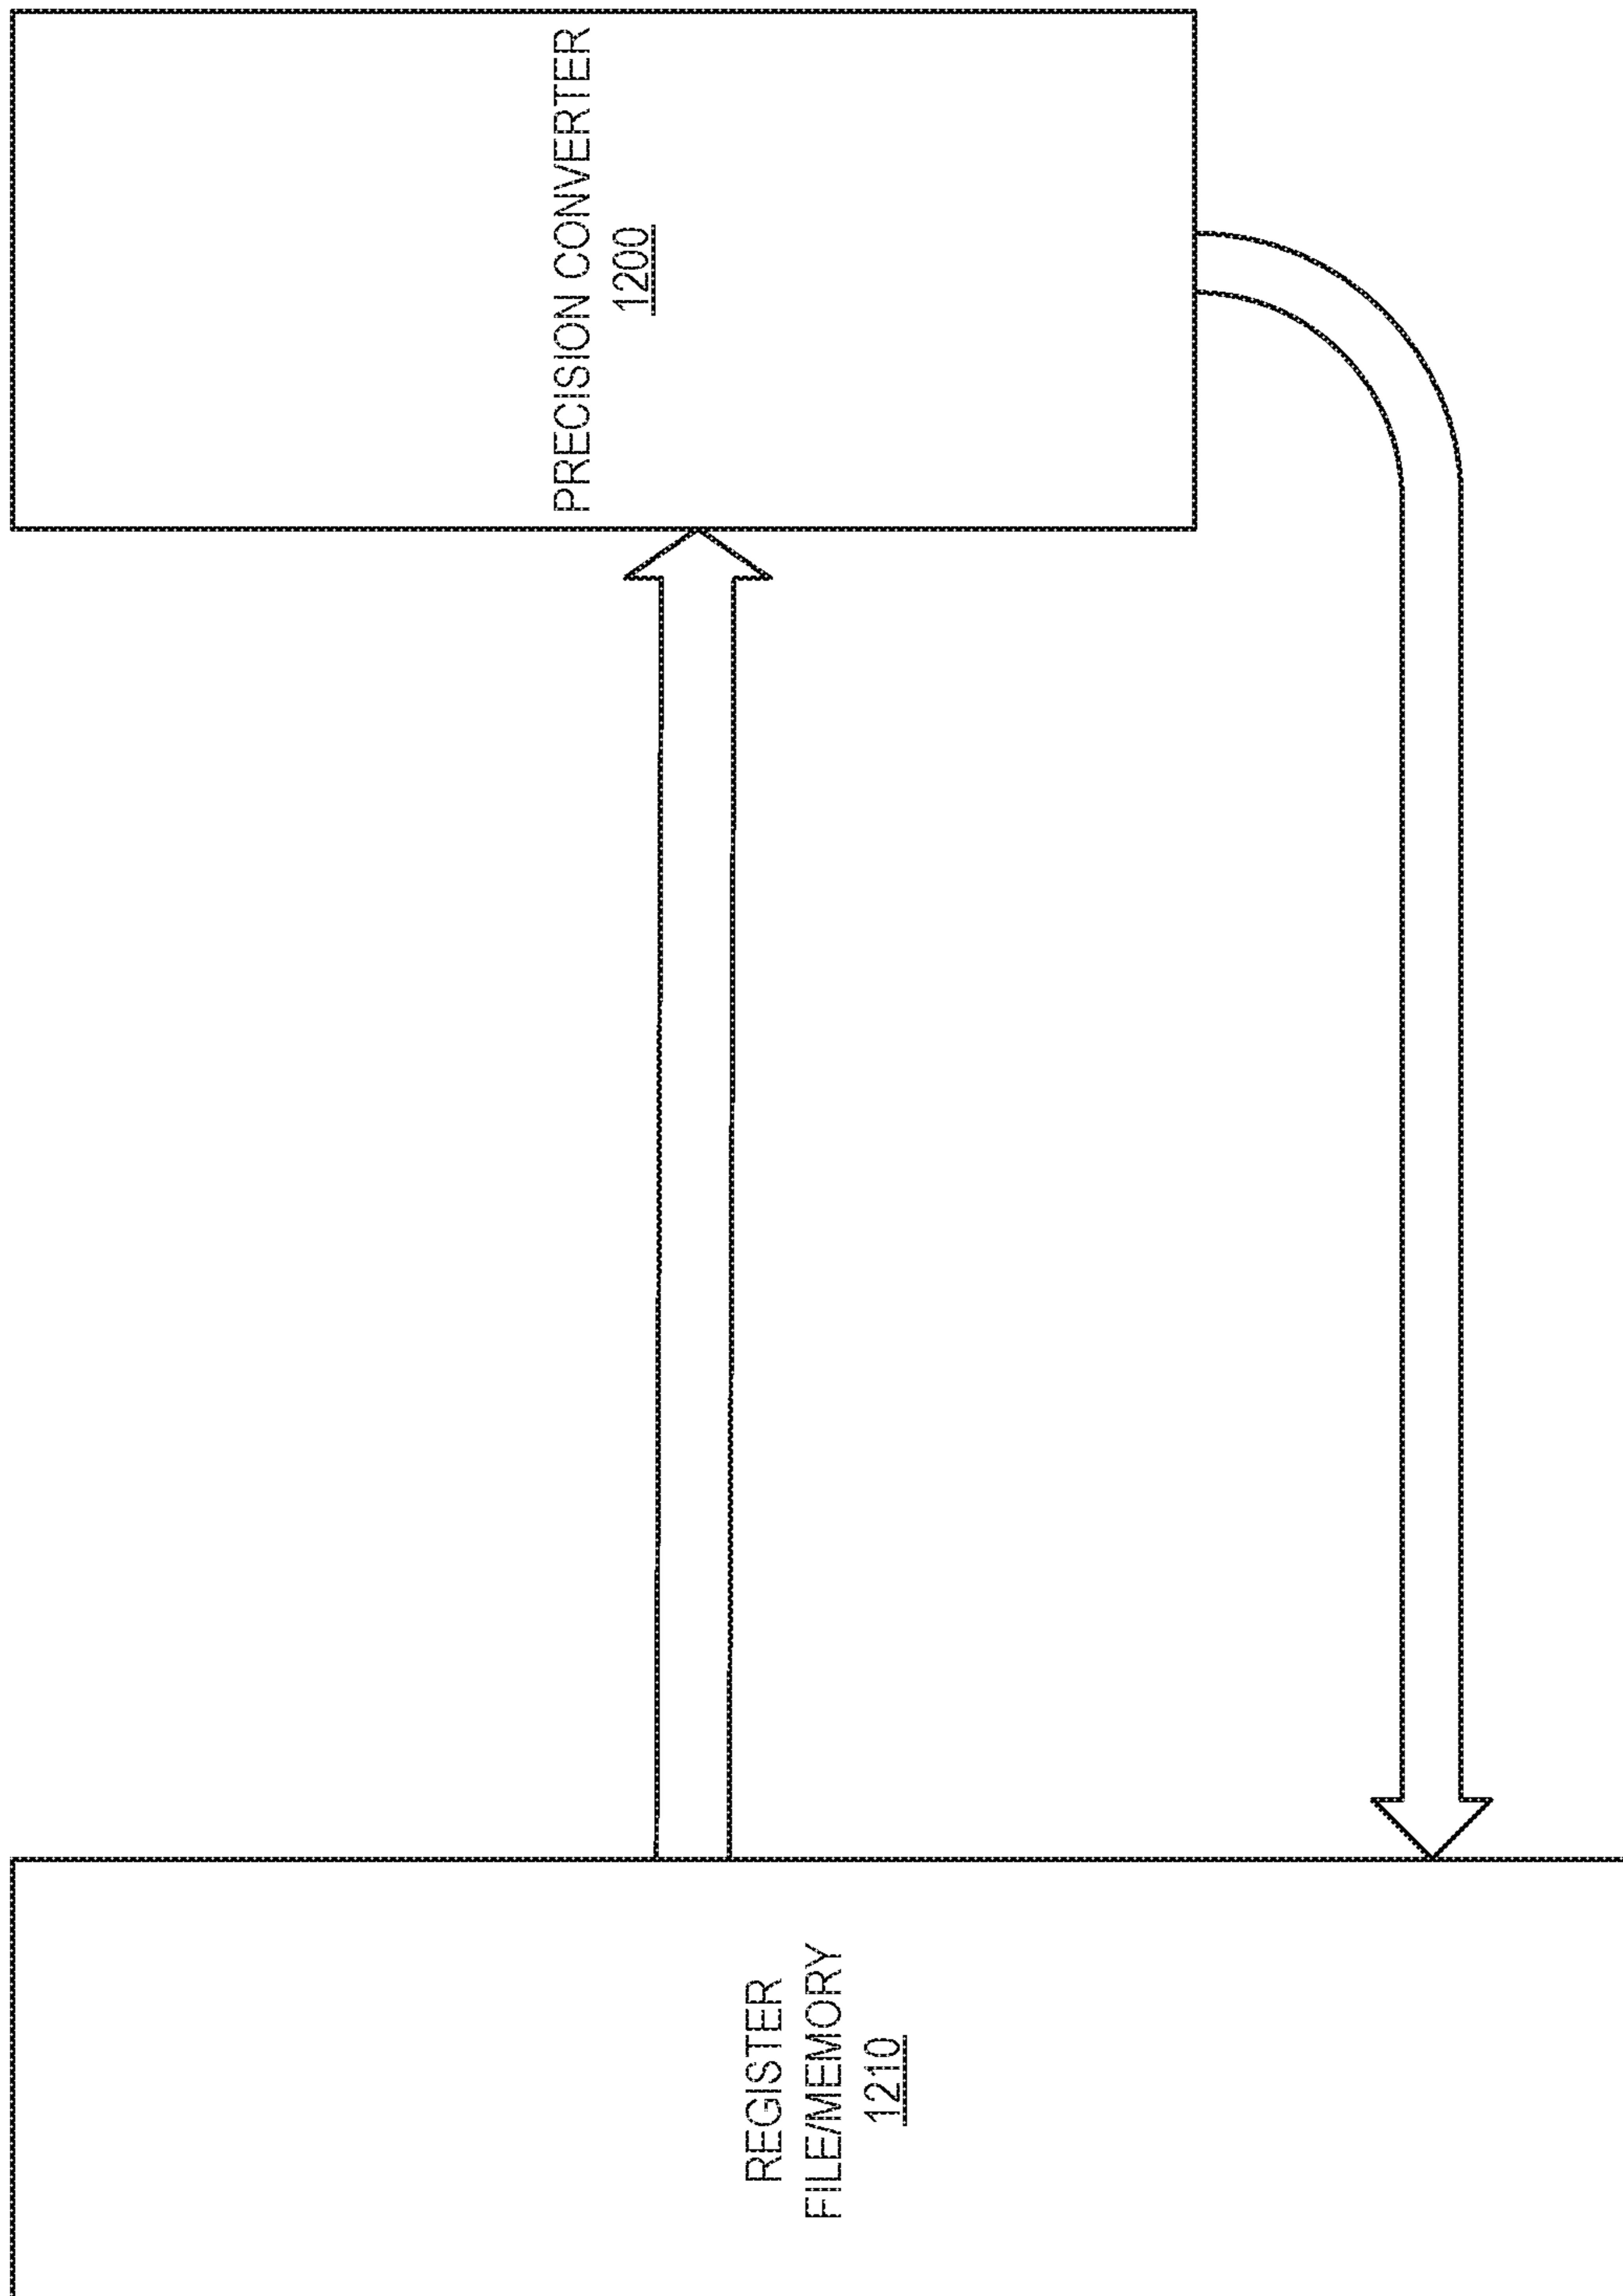 REGISTER
FILE/MEMORY
1210
PRECISION CONVERTER
1200